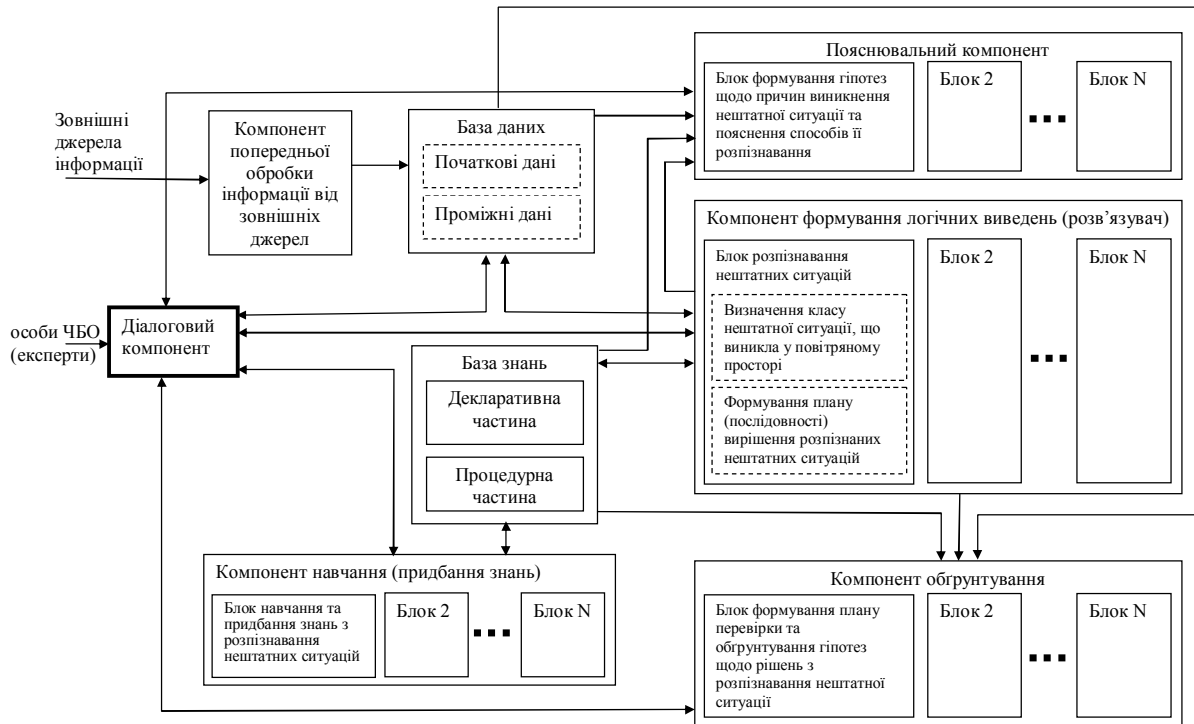 Зовнішні
джерела
інформації
Компонент
попередньої
обробки
інформації від
зовнішніх
джерел
База даних
Початкові дані
Проміжні дані
Пояснювальний компонент
Блок формування гіпотез
щодо причин виникнення
нештатної ситуації та
пояснення способів її
розпізнавання
Блок 2
Блок N
Компонент формування логічних виведень (розв’язувач)
Блок розпізнавання
нештатних ситуацій
Визначення класу
нештатної ситуації, що
виникла у повітряному
просторі
Формування плану
(послідовності)
вирішення розпізнаних
нештатних ситуацій
Блок 2
Блок N
особи ЧБО
(експерти)
Діалоговий
компонент
База знань
Декларативна
частина
Процедурна
частина
Компонент навчання (придбання знань)
Блок навчання та
придбання знань з
розпізнавання
нештатних ситуацій
Блок 2
Блок N
Компонент обґрунтування
Блок формування плану
перевірки та
обґрунтування гіпотез
щодо рішень з
розпізнавання нештатної
ситуації
Блок 2
Блок N